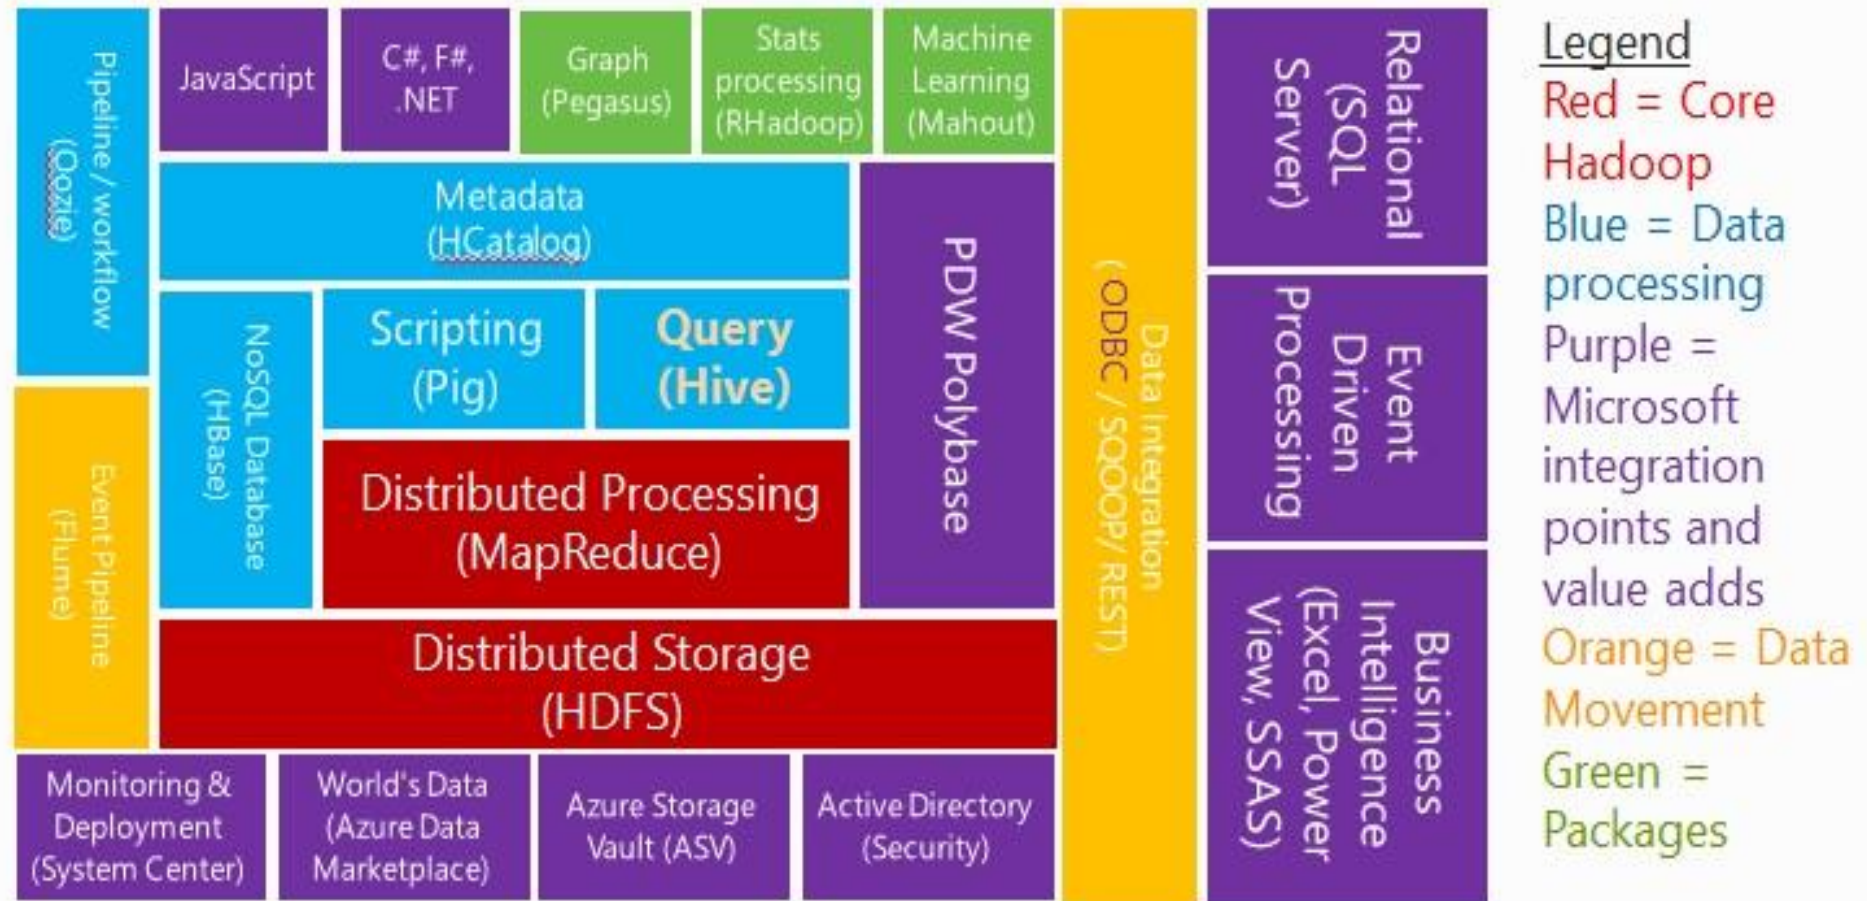 Pipeline / workflow
(Oozie)
JavaScript
C#, F#,
.NET
Graph
(Pegasus)
Stats
processing
(RHadoop)
Machine
Learning
(Mahout)
Metadata
(HCatalog)
NoSQL Database
(HBase)
Scripting
(Pig)
Query
(Hive)
PDW Polybase
Event Pipeline
(Flume)
Distributed Processing
(MapReduce)
Distributed Storage
(HDFS)
Monitoring &
Deployment
(System Center)
World's Data
(Azure Data
Marketplace)
Azure Storage
Vault (ASV)
Active Directory
(Security)
Data Integration
( ODBC / SQOOP/ REST)
Relational
(SQL
Server)
Event
Driven
Processing
Business
Intelligence
(Excel, Power
View, SSAS)
Legend
Red = Core
Hadoop
Blue = Data
processing
Purple =
Microsoft
integration
points and
value adds
Orange = Data
Movement
Green =
Packages